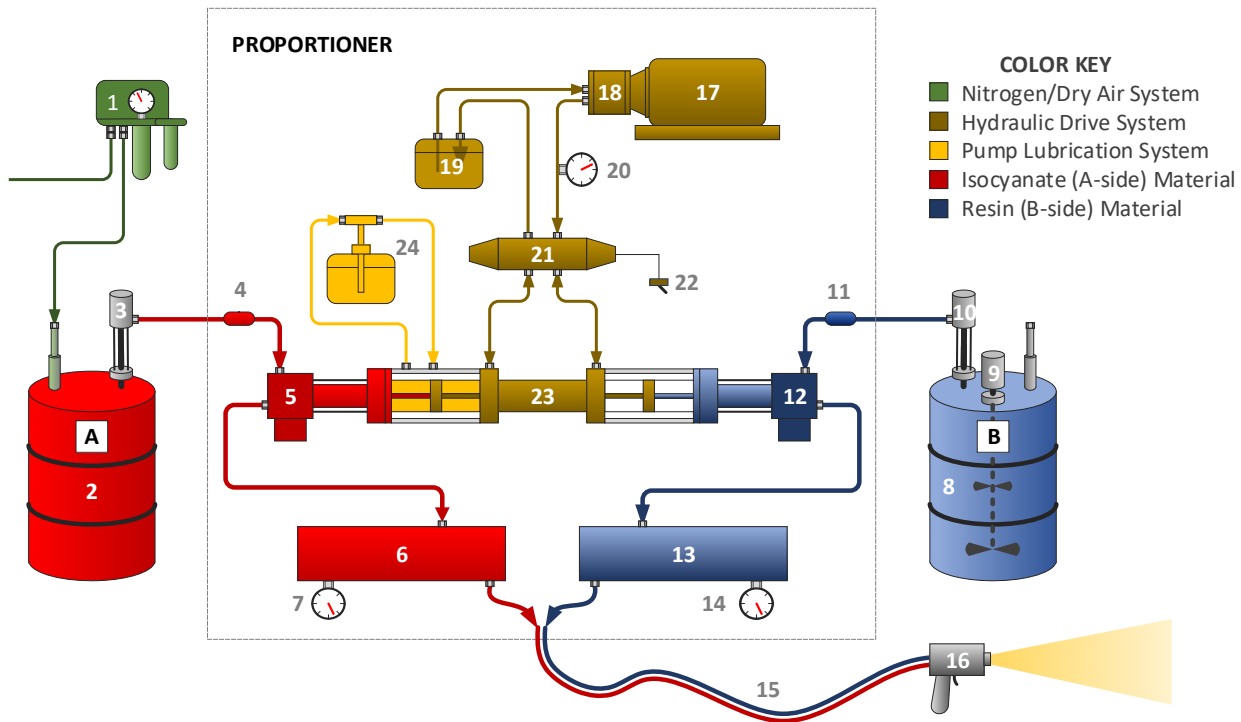 PROPORTIONER
COLOR KEY
Nitrogen/Dry Air System
Hydraulic Drive System
Pump Lubrication System
Isocyanate (A-side) Material
Resin (B-side) Material
1
18
17
19
20
24
21
22
4
11
3
10
9
5
23
12
A
B
2
8
6
13
7
14
16
15